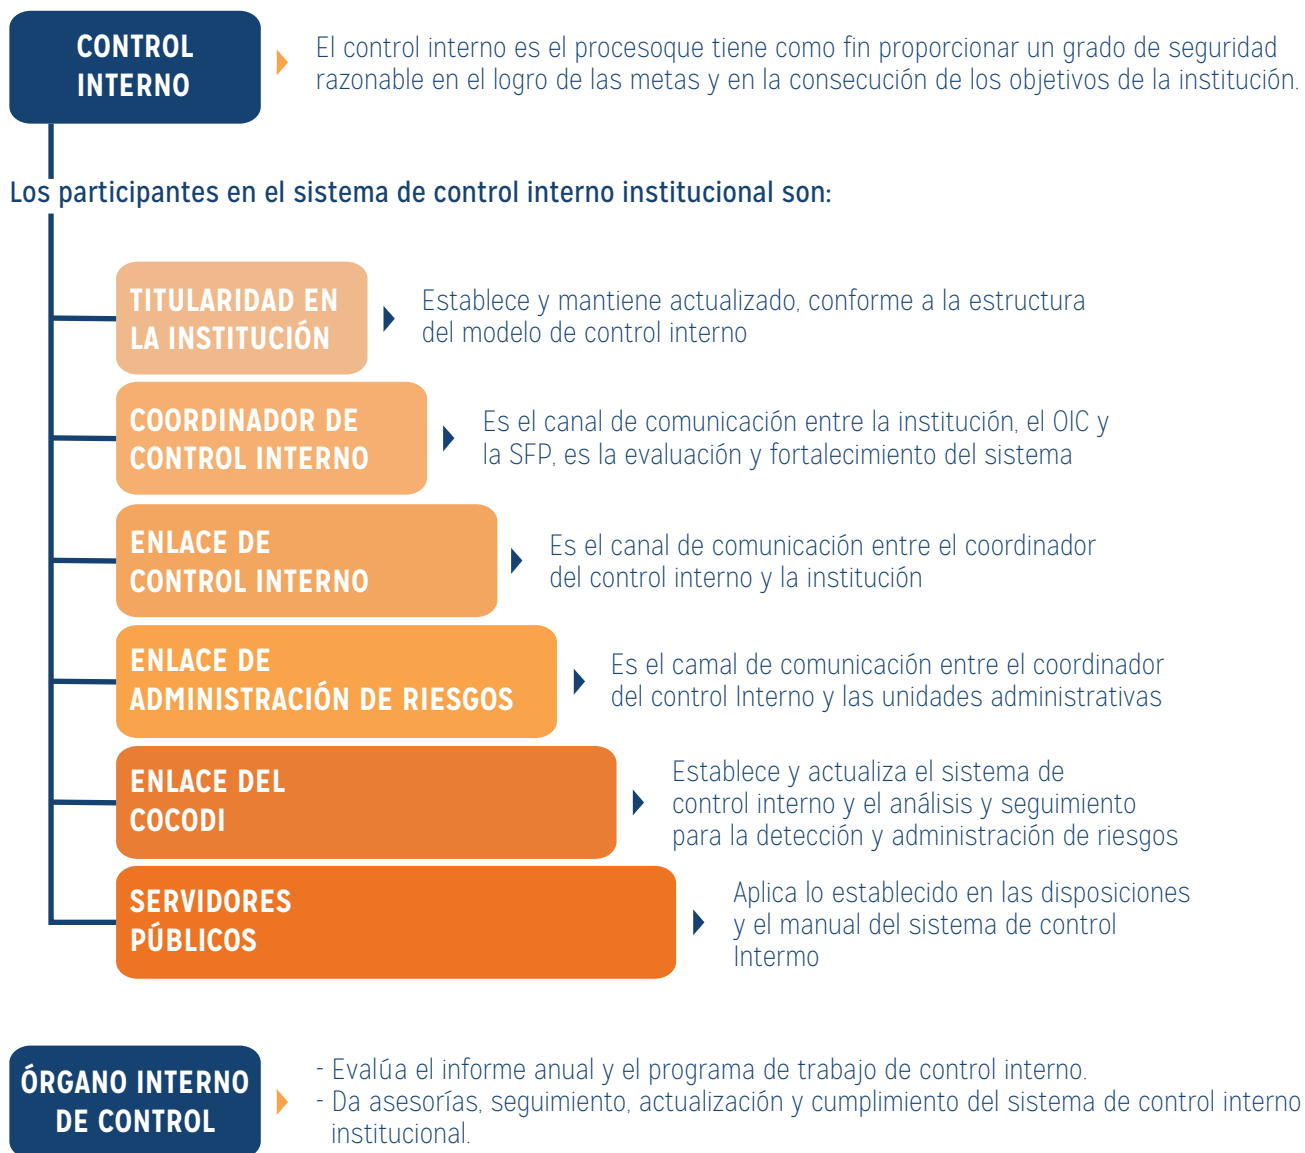 CONTROL
INTERNO
El control interno es el procesoque tiene como fin proporcionar un grado de seguridad
razonable en el logro de las metas y en la consecución de los objetivos de la institución.
Los participantes en el sistema de control interno institucional son:
TITULARIDAD EN
LA INSTITUCIÓN
Establece y mantiene actualizado, conforme a la estructura
del modelo de control interno
COORDINADOR DE
CONTROL INTERNO
Es el canal de comunicación entre la institución, el OIC y
la SFP, es la evaluación y fortalecimiento del sistema
ENLACE DE
CONTROL INTERNO
Es el canal de comunicación entre el coordinador
del control interno y la institución
ENLACE DE
ADMINISTRACIÓN DE RIESGOS
Es el camal de comunicación entre el coordinador
del control Interno y las unidades administrativas
ENLACE DEL
COCODI
Establece y actualiza el sistema de
control interno y el análisis y seguimiento
para la detección y administración de riesgos
SERVIDORES
PÚBLICOS
Aplica lo establecido en las disposiciones
y el manual del sistema de control
Intermo
ÓRGANO INTERNO
DE CONTROL
- Evalúa el informe anual y el programa de trabajo de control interno.
- Da asesorías, seguimiento, actualización y cumplimiento del sistema de control interno
institucional.